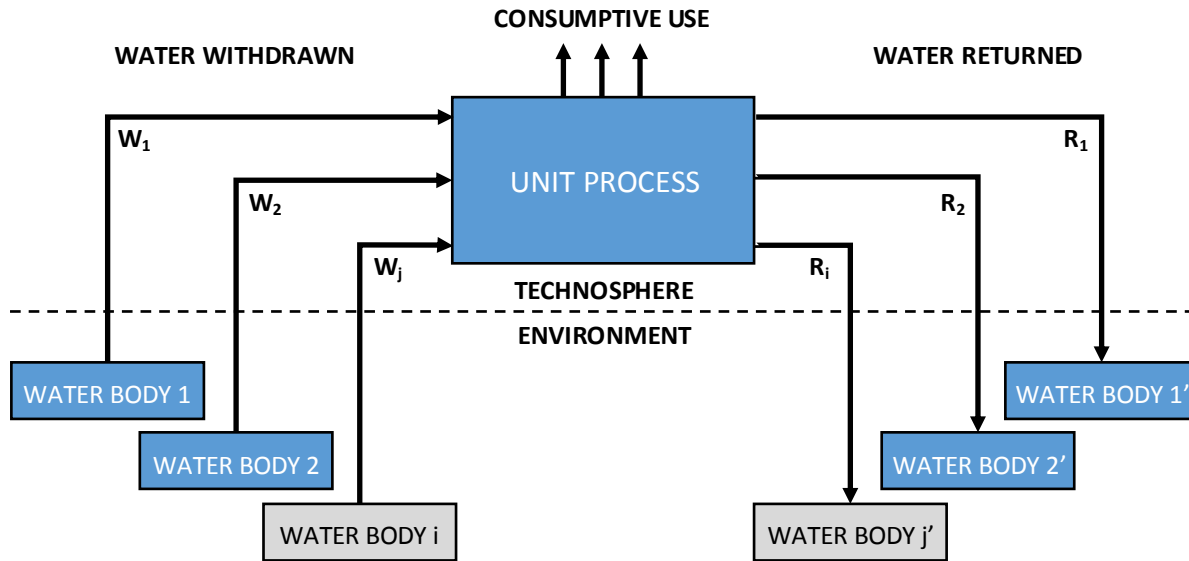 CONSUMPTIVE USE
WATER WITHDRAWN
WATER RETURNED
W₁
UNIT PROCESS
R₁
W₂
R₂
Wⱼ
Rᵢ
TECHNOSPHERE
ENVIRONMENT
WATER BODY 1
WATER BODY 1’
WATER BODY 2
WATER BODY 2’
WATER BODY i
WATER BODY j’